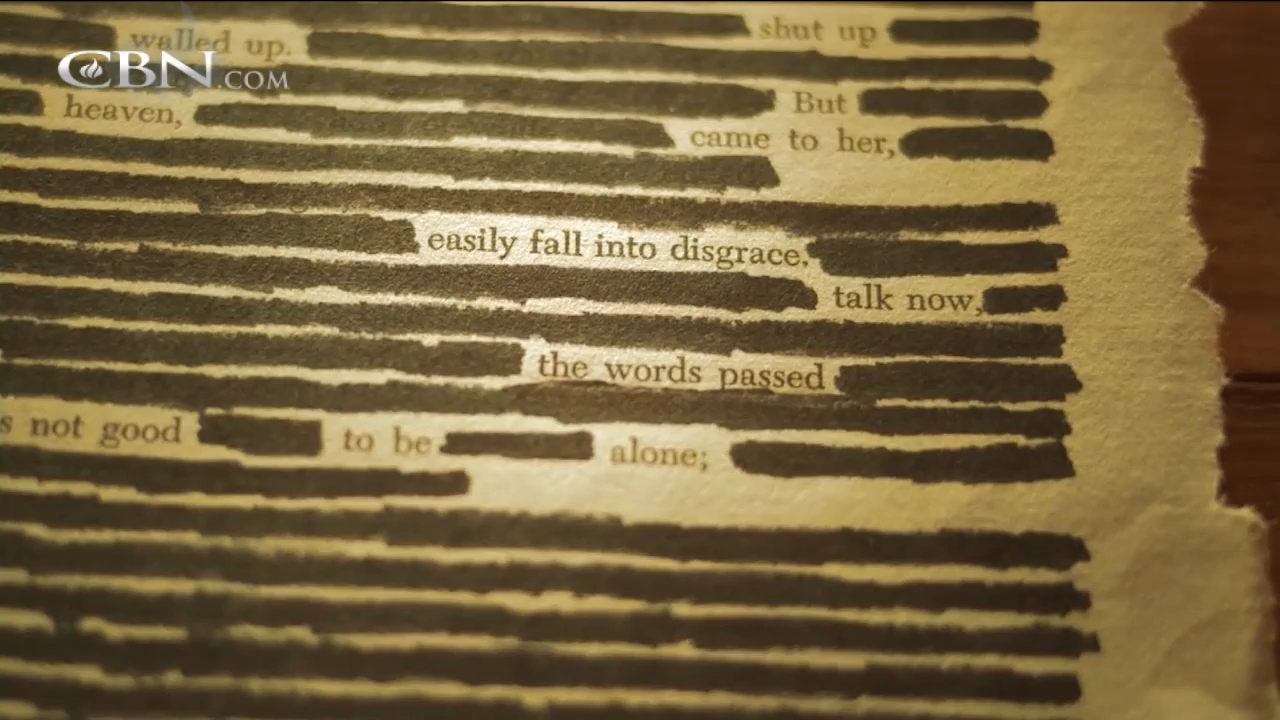 shut up
walled up.
CBN.COM
But
heaven,
came to her,
easily fall into disgrace.
talk now,
the words passed
s not good to be alone;